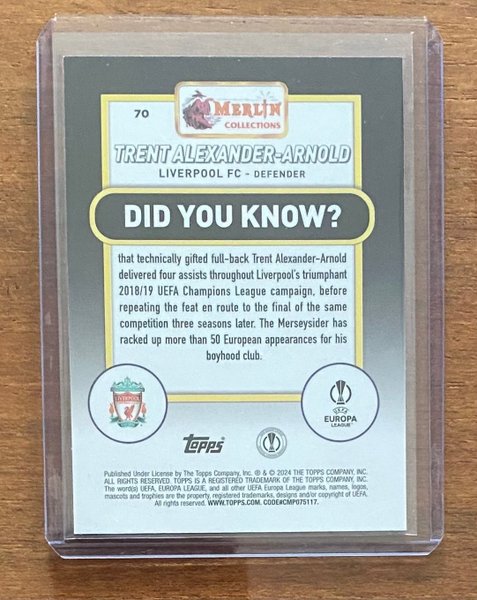 70
MERLIN
COLLECTIONS
TRENT ALEXANDER-ARNOLD
LIVERPOOL FC - DEFENDER
DID YOU KNOW?
that technically gifted full-back Trent Alexander-Arnold
delivered four assists throughout Liverpool's triumphant
2018/19 UEFA Champions League campaign, before
repeating the feat en route to the final of the same
competition three seasons later. The Merseysider has
racked up more than 50 European appearances for his
boyhood club.
LIVERPOOL
UEFA
EUROPA
LEAGUE™
Topps
Published Under License by The Topps Company, Inc. ® & © 2024 THE TOPPS COMPANY, INC.
ALL RIGHTS RESERVED. TOPPS IS A REGISTERED TRADEMARK OF THE TOPPS COMPANY, INC.
The word(s) UEFA, EUROPA LEAGUE, and all other UEFA Europa League marks, names, logos,
mascots and trophies are the property, registered trademarks, designs and/or copyright of UEFA.
All rights reserved. WWW.TOPPS.COM. CODE#CMP075117.